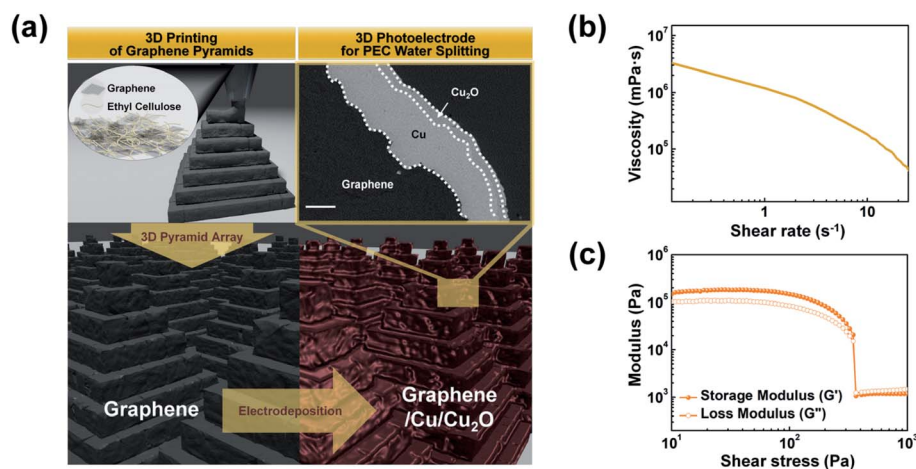 (a)
3D Printing
of Graphene Pyramids
3D Photoelectrode
for PEC Water Splitting
Graphene
Ethyl Cellulose
Cu₂O
Cu
Graphene
3D Pyramid Array
Graphene
Electrodeposition
Graphene
/Cu/Cu₂O
(b)
Viscosity (mPa·s)
10⁷
10⁶
10⁵
1
10
Shear rate (s⁻¹)
(c)
Modulus (Pa)
10⁶
10⁵
10⁴
10³
Storage Modulus (G')
Loss Modulus (G'')
10¹
10²
10³
Shear stress (Pa)